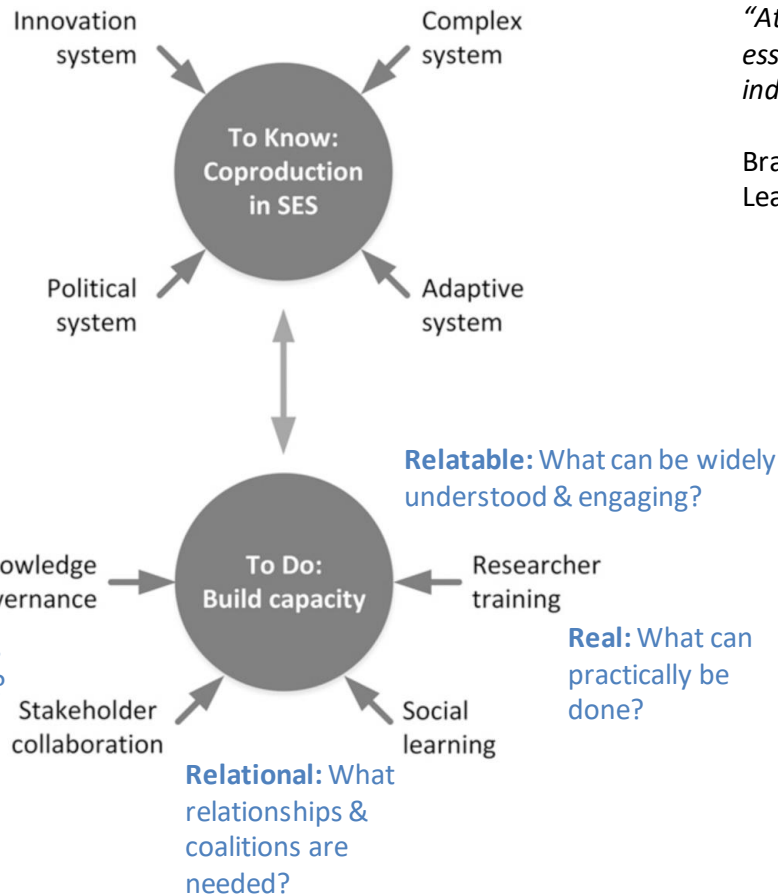 Innovation
system
Complex
system
To Know:
Coproduction
in SES
Political
system
Adaptive
system
Relatable: What can be widely
understood & engaging?
To Do:
Build capacity
Researcher
training
Real: What can
practically be
done?
Stakeholder
collaboration
Social
learning
Relational: What
relationships &
coalitions are
needed?